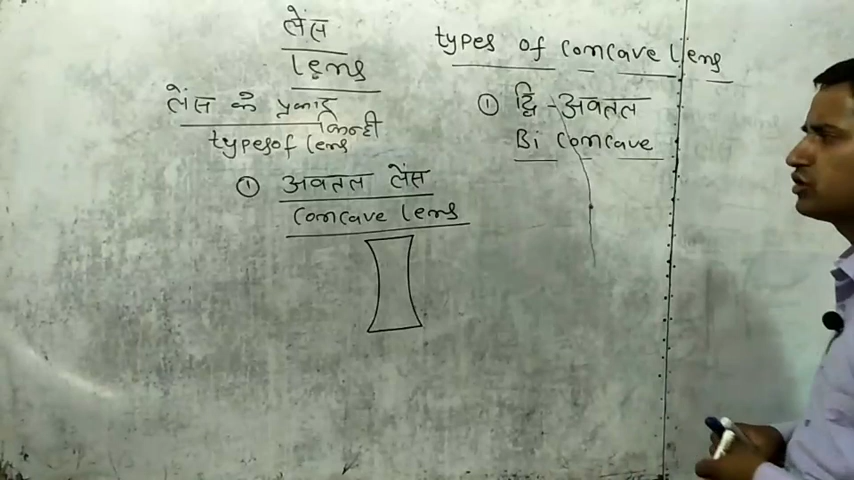 लेंस
lens
लेंस के प्रकार
types of lens
① अवतल लेंस
Concave lens
types of Concave lens
① द्वि-अवतल
Bi Concave